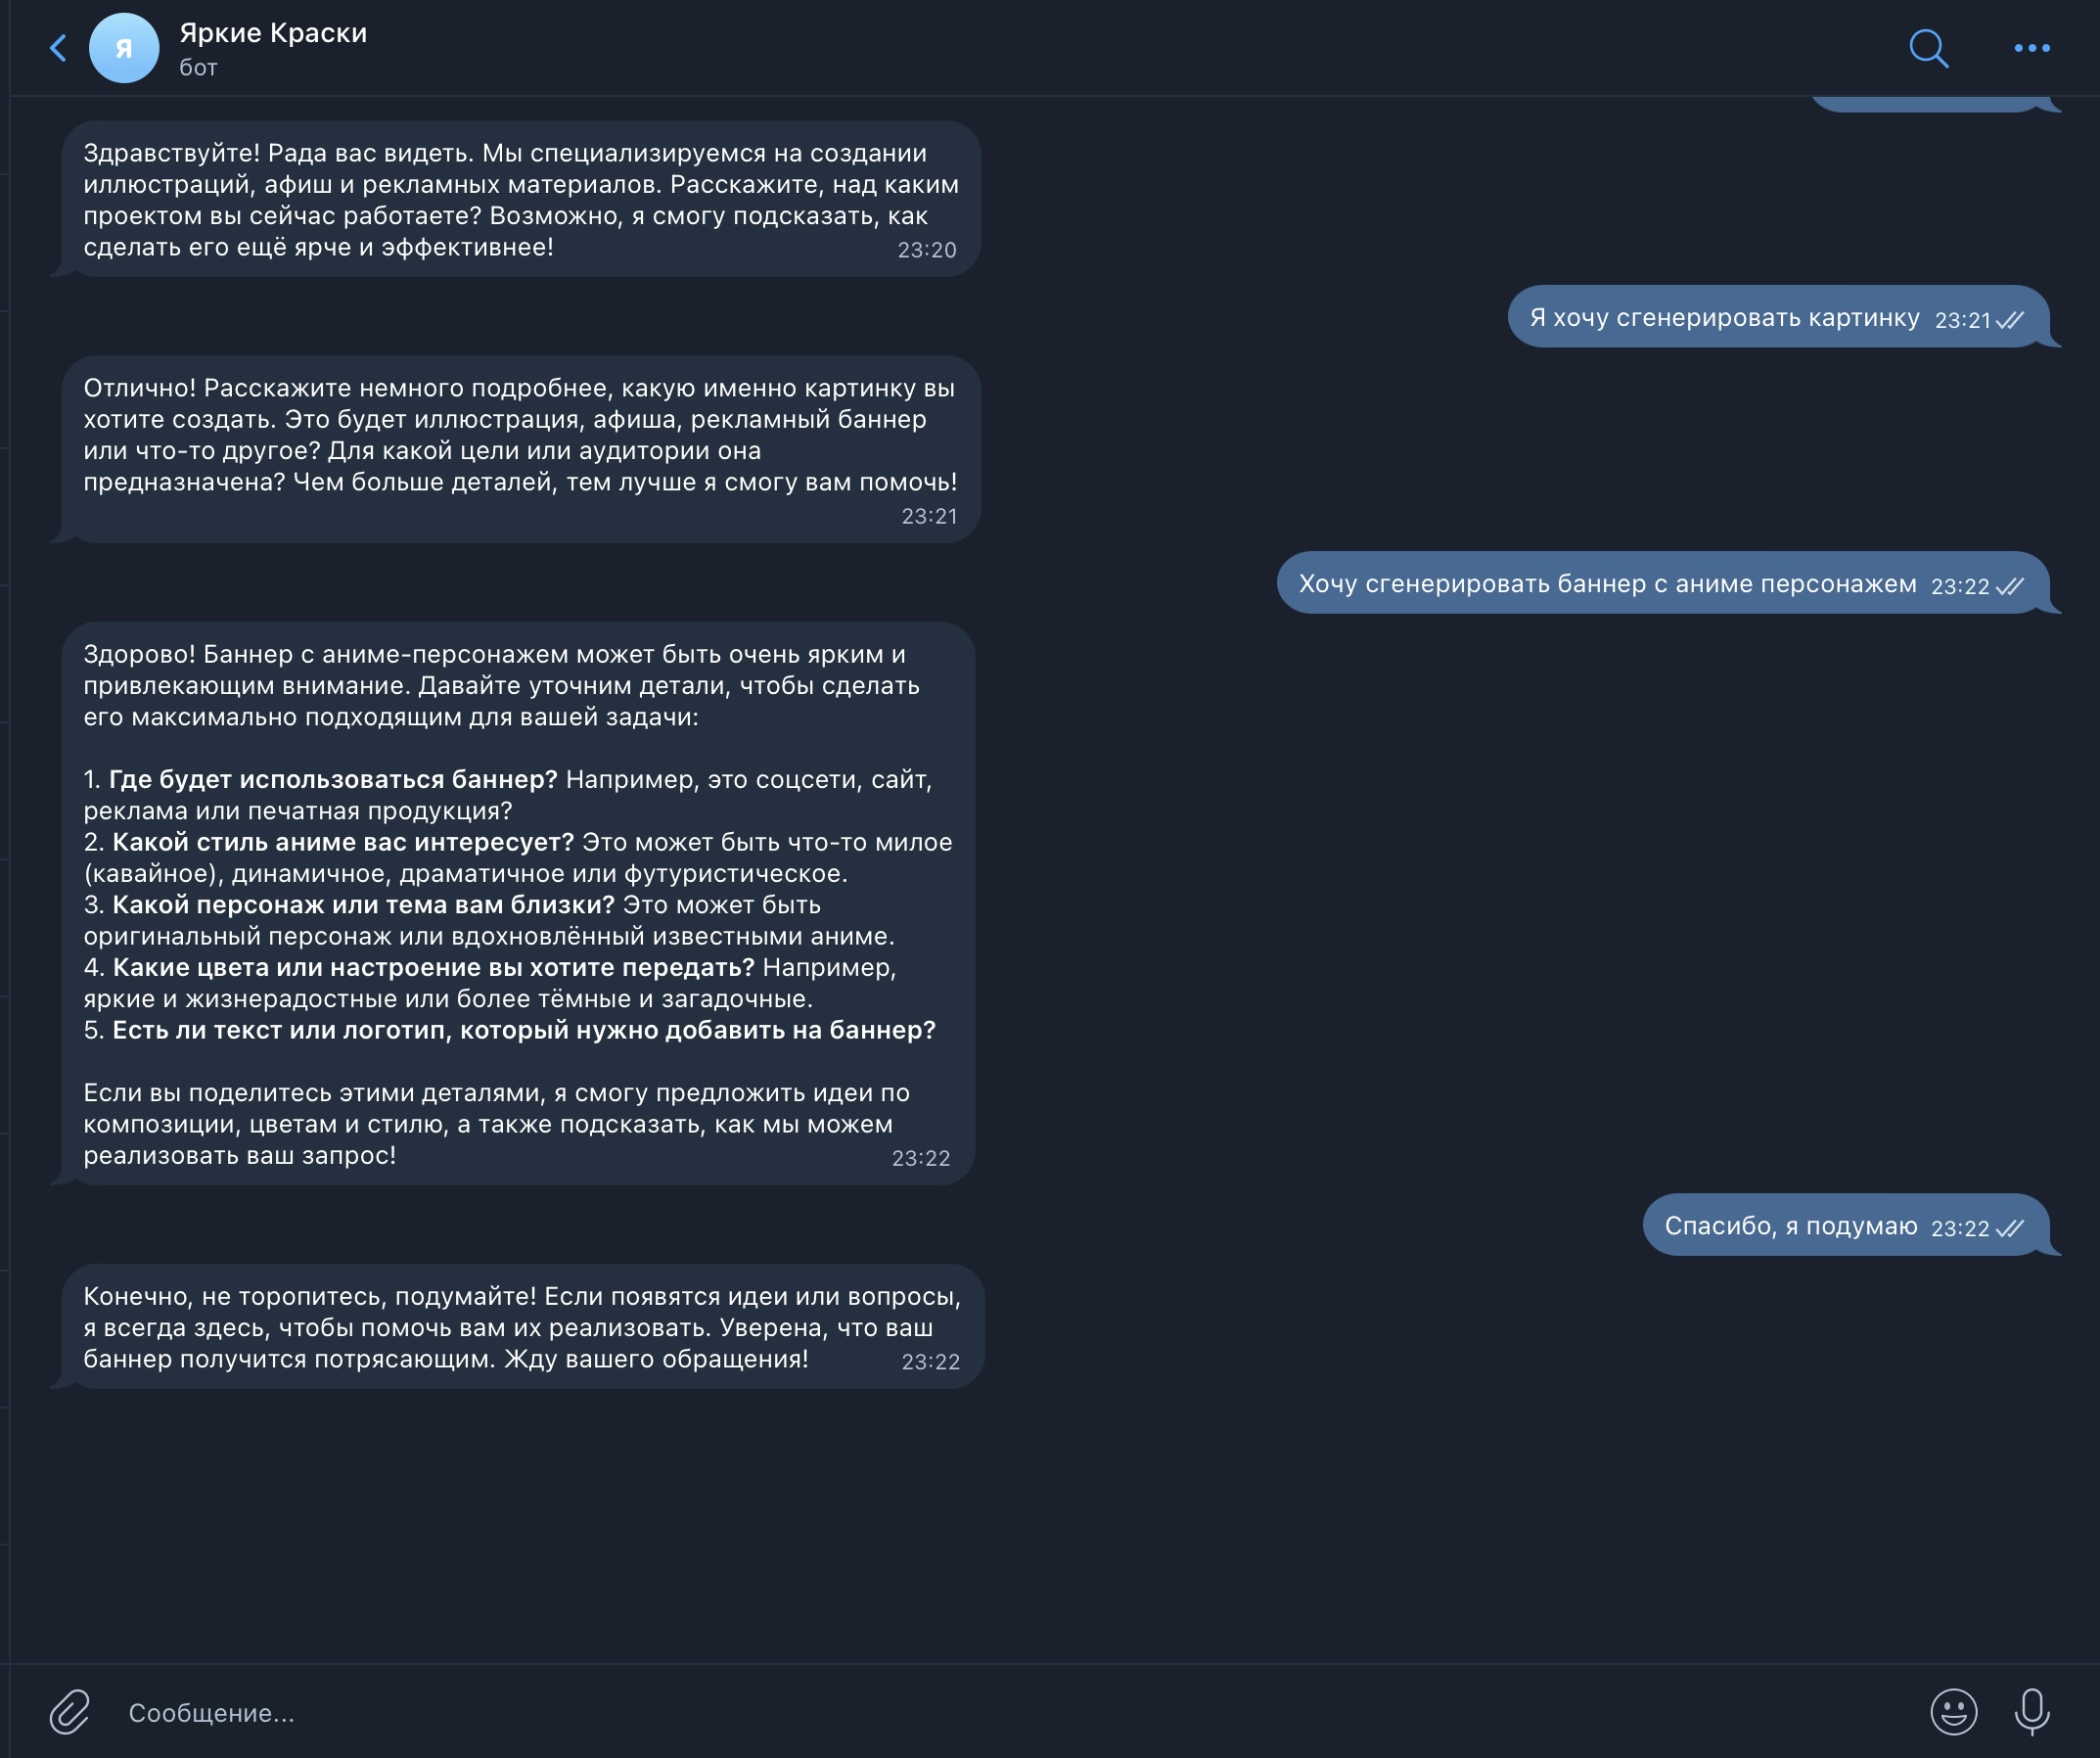 Я
Яркие Краски
бот
Здравствуйте! Рада вас видеть. Мы специализируемся на создании
иллюстраций, афиш и рекламных материалов. Расскажите, над каким
проектом вы сейчас работаете? Возможно, я смогу подсказать, как
сделать его ещё ярче и эффективнее! 23:20
Я хочу сгенерировать картинку 23:21
Отлично! Расскажите немного подробнее, какую именно картинку вы
хотите создать. Это будет иллюстрация, афиша, рекламный баннер
или что-то другое? Для какой цели или аудитории она
предназначена? Чем больше деталей, тем лучше я смогу вам помочь!
23:21
Хочу сгенерировать баннер с аниме персонажем 23:22
Здорово! Баннер с аниме-персонажем может быть очень ярким и
привлекающим внимание. Давайте уточним детали, чтобы сделать
его максимально подходящим для вашей задачи:
1. Где будет использоваться баннер? Например, это соцсети, сайт,
реклама или печатная продукция?
2. Какой стиль аниме вас интересует? Это может быть что-то милое
(кавайное), динамичное, драматичное или футуристическое.
3. Какой персонаж или тема вам близки? Это может быть
оригинальный персонаж или вдохновлённый известными аниме.
4. Какие цвета или настроение вы хотите передать? Например,
яркие и жизнерадостные или более тёмные и загадочные.
5. Есть ли текст или логотип, который нужно добавить на баннер?
Если вы поделитесь этими деталями, я смогу предложить идеи по
композиции, цветам и стилю, а также подсказать, как мы можем
реализовать ваш запрос! 23:22
Спасибо, я подумаю 23:22
Конечно, не торопитесь, подумайте! Если появятся идеи или вопросы,
я всегда здесь, чтобы помочь вам их реализовать. Уверена, что ваш
баннер получится потрясающим. Жду вашего обращения! 23:22
Сообщение...